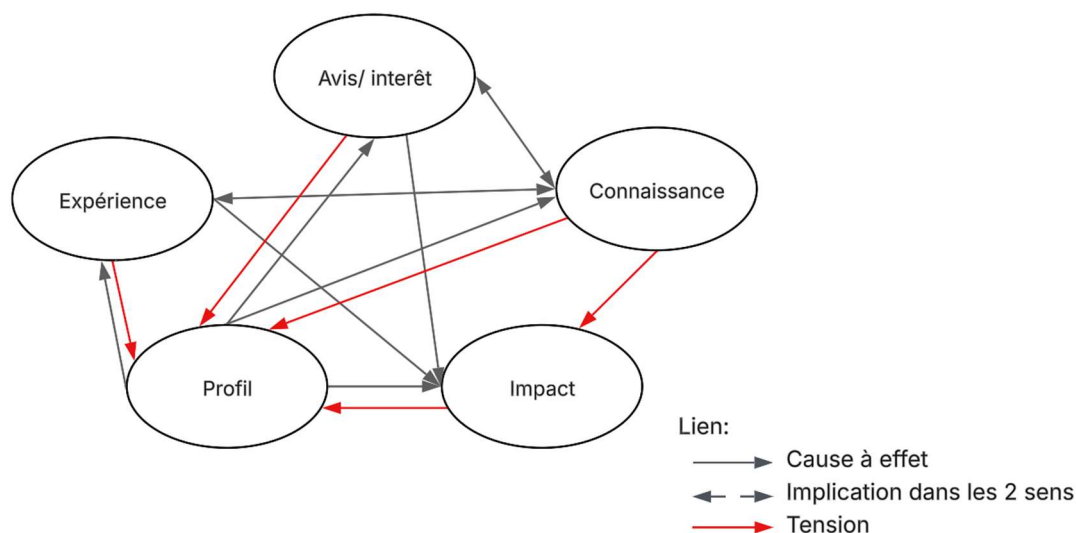 Avis/ interêt
Expérience
Connaissance
Profil
Impact
Lien:
Cause à effet
Implication dans les 2 sens
Tension